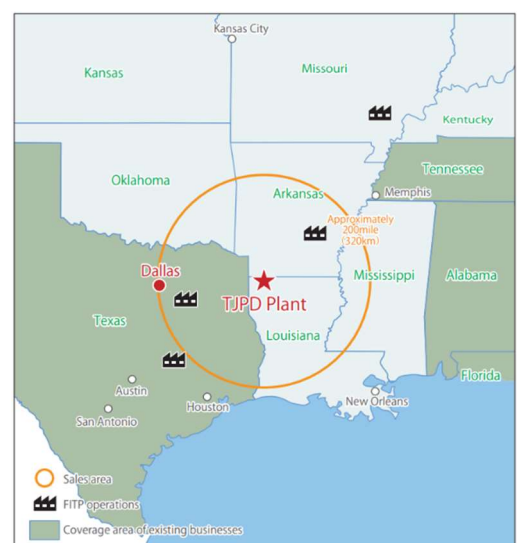 Kansas City
Kansas
Missouri
Kentucky
Tennessee
Oklahoma
Arkansas
Memphis
Approximately
200mile
(320km)
Dallas
TJPD Plant
Mississippi
Alabama
Texas
Louisiana
Florida
Austin
Houston
New Orleans
San Antonio
Sales area
FITP operations
Coverage area of existing businesses